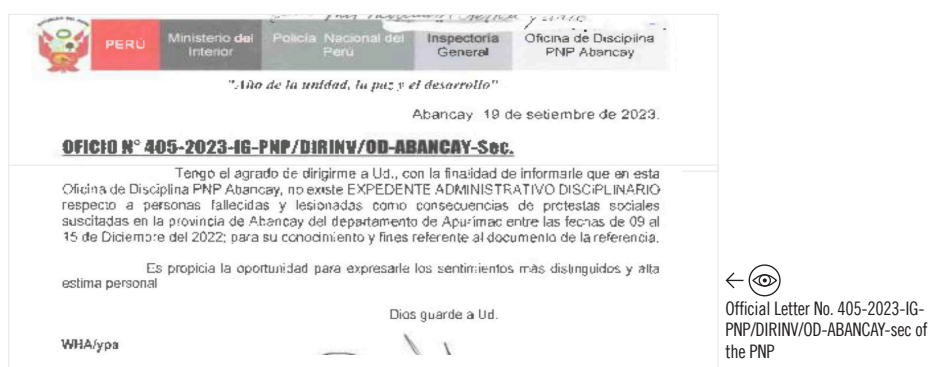 PERÚ
Ministerio del Interior
Policía Nacional del Perú
Inspectoría General
Oficina de Disciplina PNP Abancay
"Año de la unidad, la paz y el desarrollo"
Abancay 19 de setiembre de 2023.
OFICIO N° 405-2023-IG-PNP/DIRINV/OD-ABANCAY-Sec.
Tengo el agrado de dirigirme a Ud., con la finalidad de informarle que en esta
Oficina de Disciplina PNP Abancay, no existe EXPEDENTE ADMINISTRATIVO DISCIPLINARIO
respecto a personas fallecidas y lesionadas como consecuencias de protestas sociales
suscitadas en la provincia de Abancay del departamento de Apurímac entre las fechas de 09 al
15 de Diciembre del 2022; para su conocimiento y fines referente al documento de la referencia.
Es propicia la oportunidad para expresarle los sentimientos más distinguidos y alta
estima personal
Dios guarde a Ud.
WHA/ypa
Official Letter No. 405-2023-IG-
PNP/DIRINV/OD-ABANCAY-sec of
the PNP